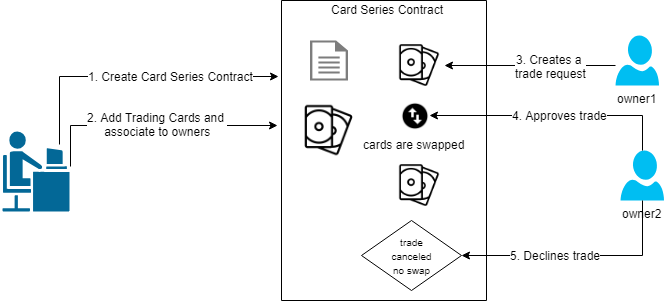 Card Series Contract
1. Create Card Series Contract
2. Add Trading Cards and
associate to owners
3. Creates a
trade request
owner1
4. Approves trade
cards are swapped
owner2
5. Declines trade
trade
canceled
no swap